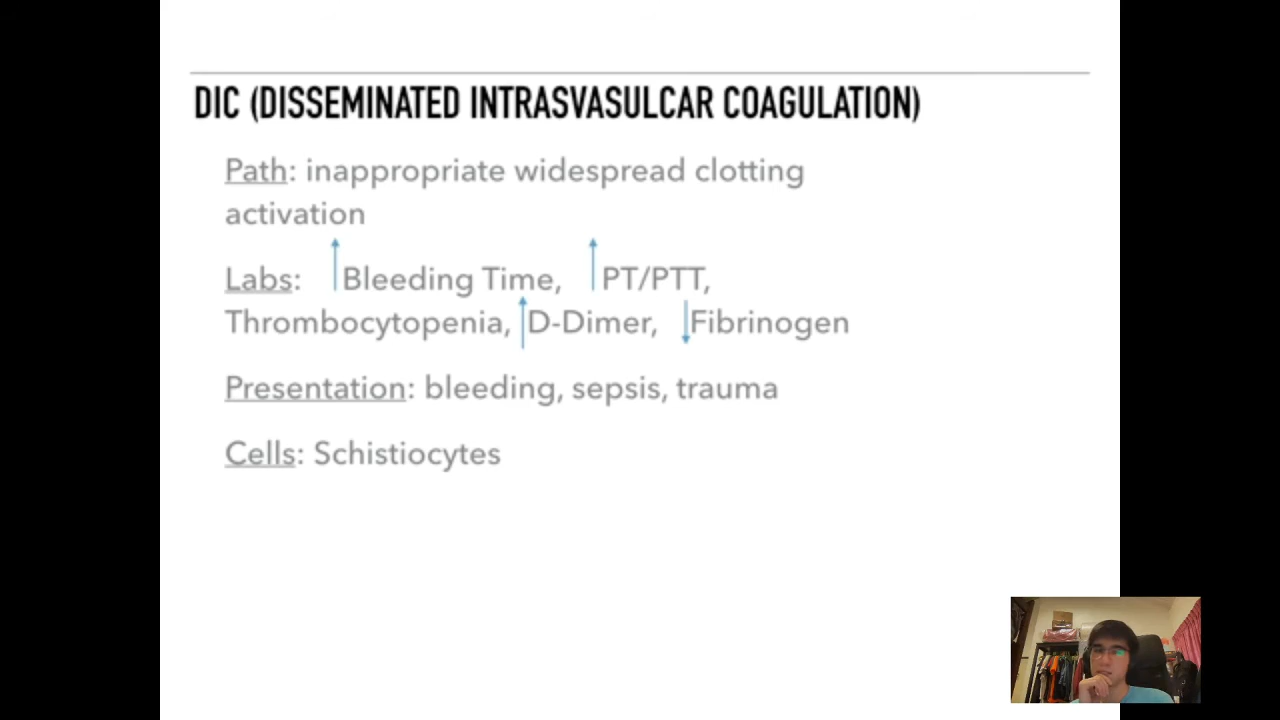 DIC (DISSEMINATED INTRASVASULCAR COAGULATION)
Path: inappropriate widespread clotting
activation
Labs: Bleeding Time, PT/PTT,
Thrombocytopenia, D-Dimer, Fibrinogen
Presentation: bleeding, sepsis, trauma
Cells: Schistiocytes